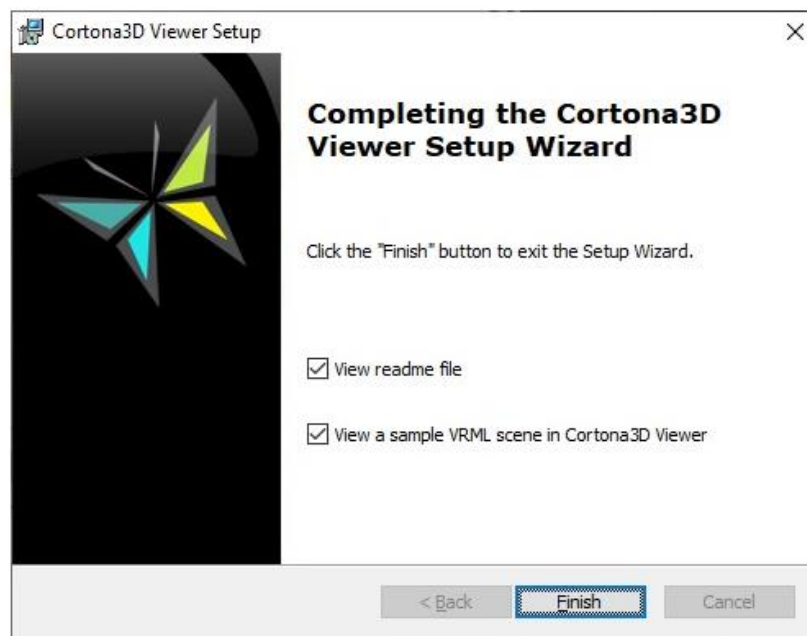 Cortona3D Viewer Setup
Completing the Cortona3D
Viewer Setup Wizard
Click the "Finish" button to exit the Setup Wizard.
View readme file
View a sample VRML scene in Cortona3D Viewer
< Back Finish Cancel